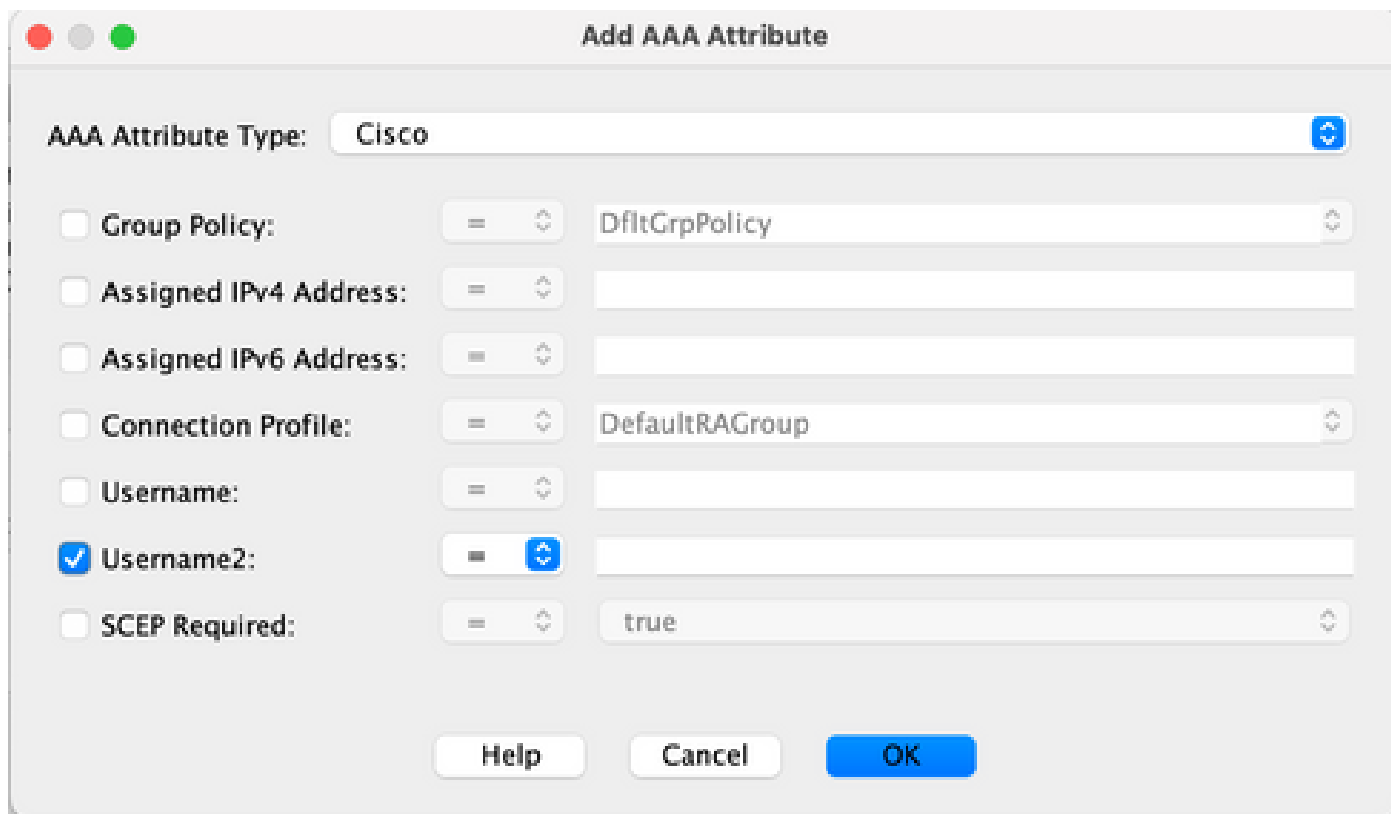 Add AAA Attribute
AAA Attribute Type: Cisco
Group Policy: = DfltGrpPolicy
Assigned IPv4 Address: =
Assigned IPv6 Address: =
Connection Profile: = DefaultRAGroup
Username: =
Username2: =
SCEP Required: = true
Help Cancel OK